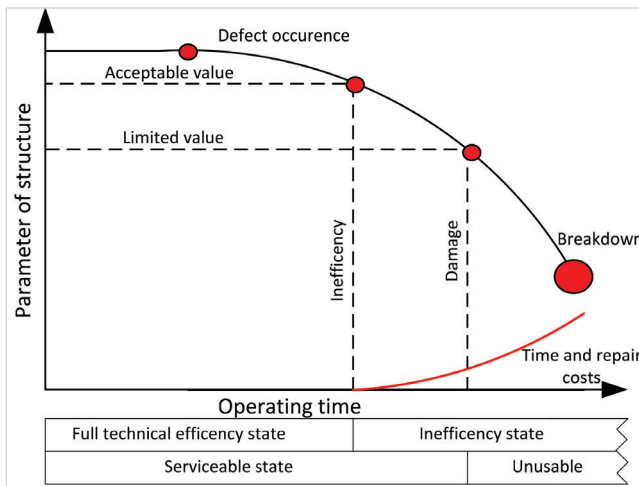 Defect occurence
Acceptable value
Limited value
Parameter of structure
Inefficency
Damage
Breakdown
Time and repair
costs
Operating time
Full technical efficency state
Inefficency state
Serviceable state
Unusable